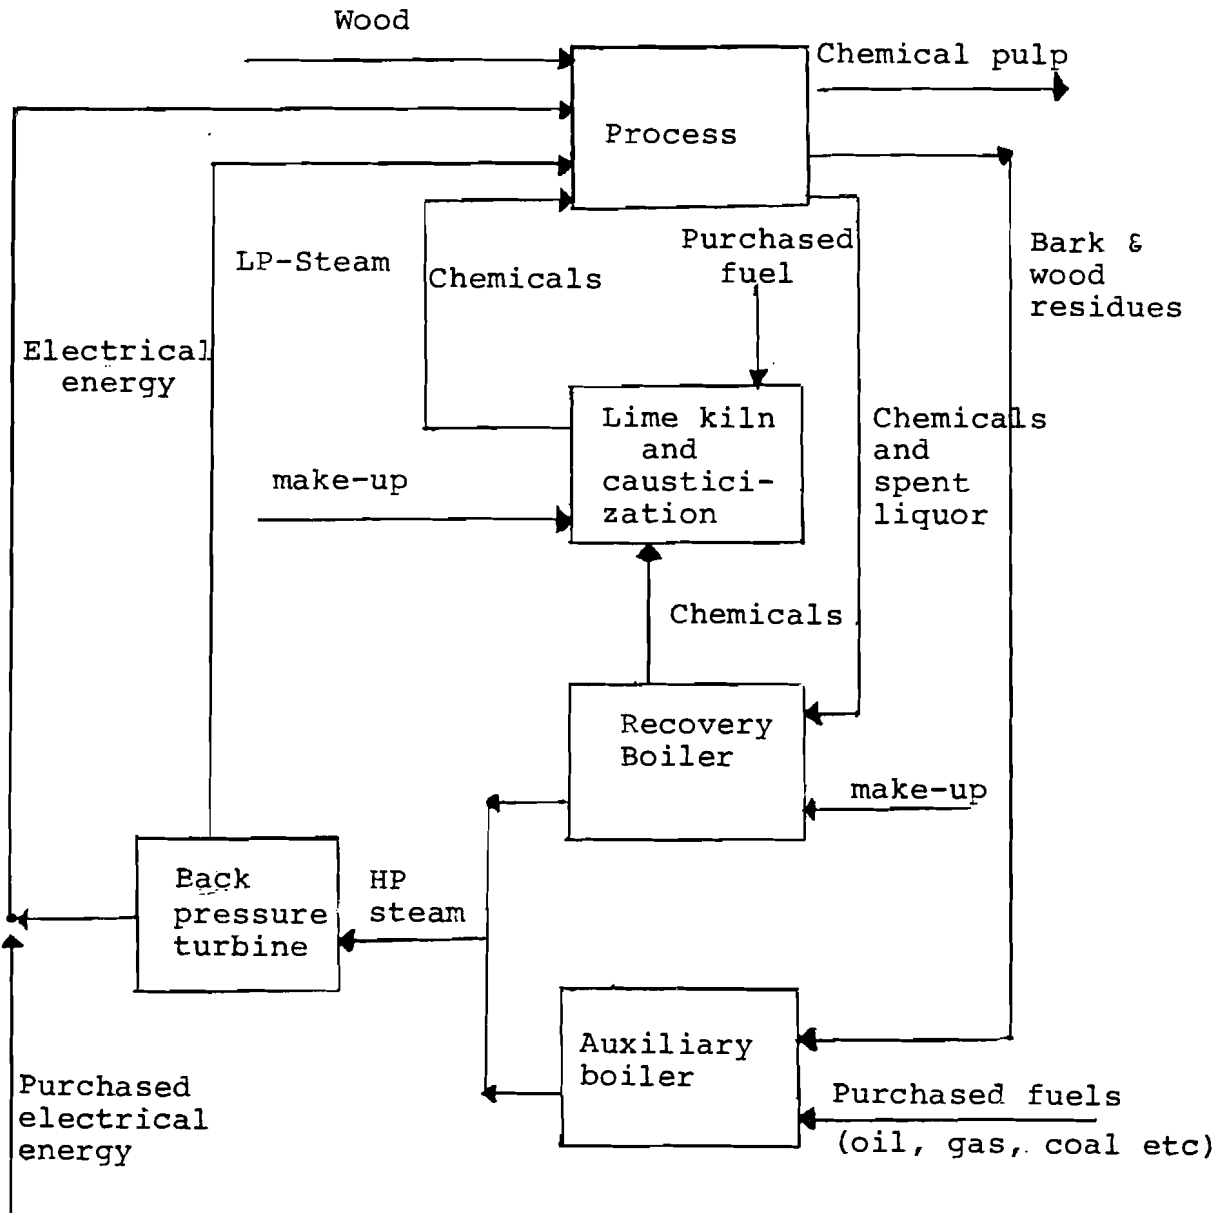 Wood
Chemical pulp
Process
LP-Steam
Chemicals
Purchased
fuel
Bark &
wood
residues
Electrical
energy
Lime kiln
and
caustici-
zation
Chemicals
and
spent
liquor
make-up
Chemicals
Recovery
Boiler
make-up
Back
pressure
turbine
HP
steam
Auxiliary
boiler
Purchased
electrical
energy
Purchased fuels
(oil, gas, coal etc)